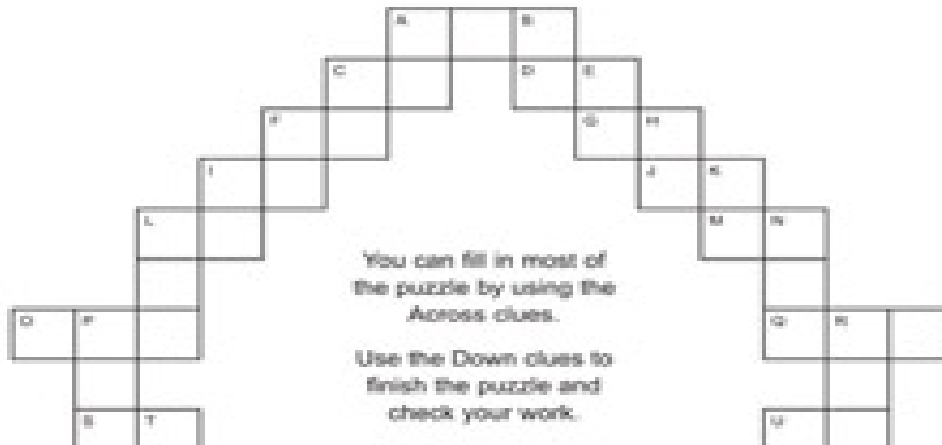 A B
C D E
F G H
I J K
L M N
You can fill in most of
the puzzle by using the
Across clues.
O P Q R
Use the Down clues to
finish the puzzle and
check your work.
S T U